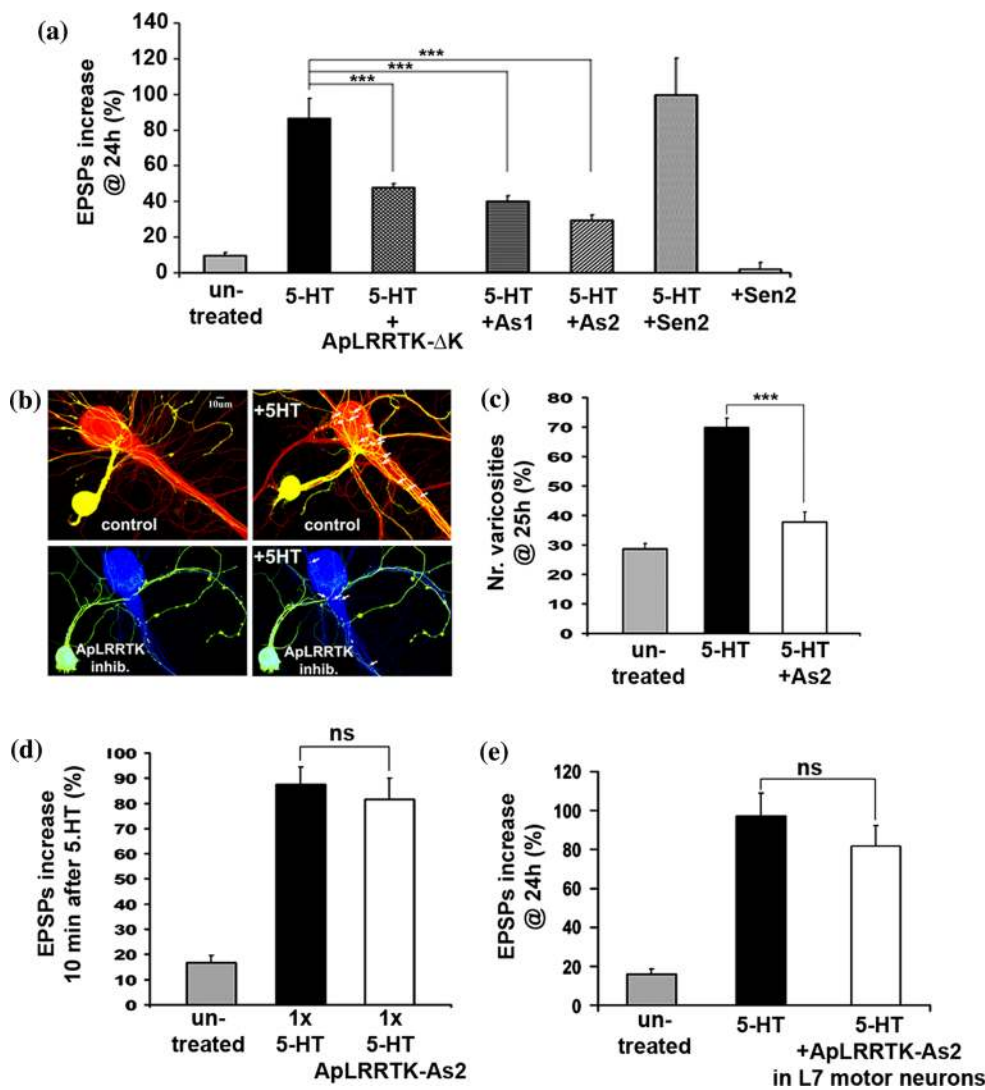 (a)
EPSPs increase
@ 24h (%)
140
120
100
80
60
40
20
0
***
***
***
un-
treated
5-HT
5-HT
+
ApLRRTK-ΔK
5-HT
+As1
5-HT
+As2
5-HT
+Sen2
+Sen2
(b)
10um
control
+5HT
control
ApLRRTK
inhib.
+5HT
ApLRRTK
inhib.
(c)
Nr. varicosities
@ 25h (%)
80
70
60
50
40
30
20
10
0
***
un-
treated
5-HT
5-HT
+As2
(d)
EPSPs increase
10 min after 5.HT (%)
100
90
80
70
60
50
40
30
20
10
0
ns
un-
treated
1x
5-HT
1x
5-HT
ApLRRTK-As2
(e)
EPSPs increase
@ 24h (%)
120
100
80
60
40
20
0
ns
un-
treated
5-HT
5-HT
+ApLRRTK-As2
in L7 motor neurons